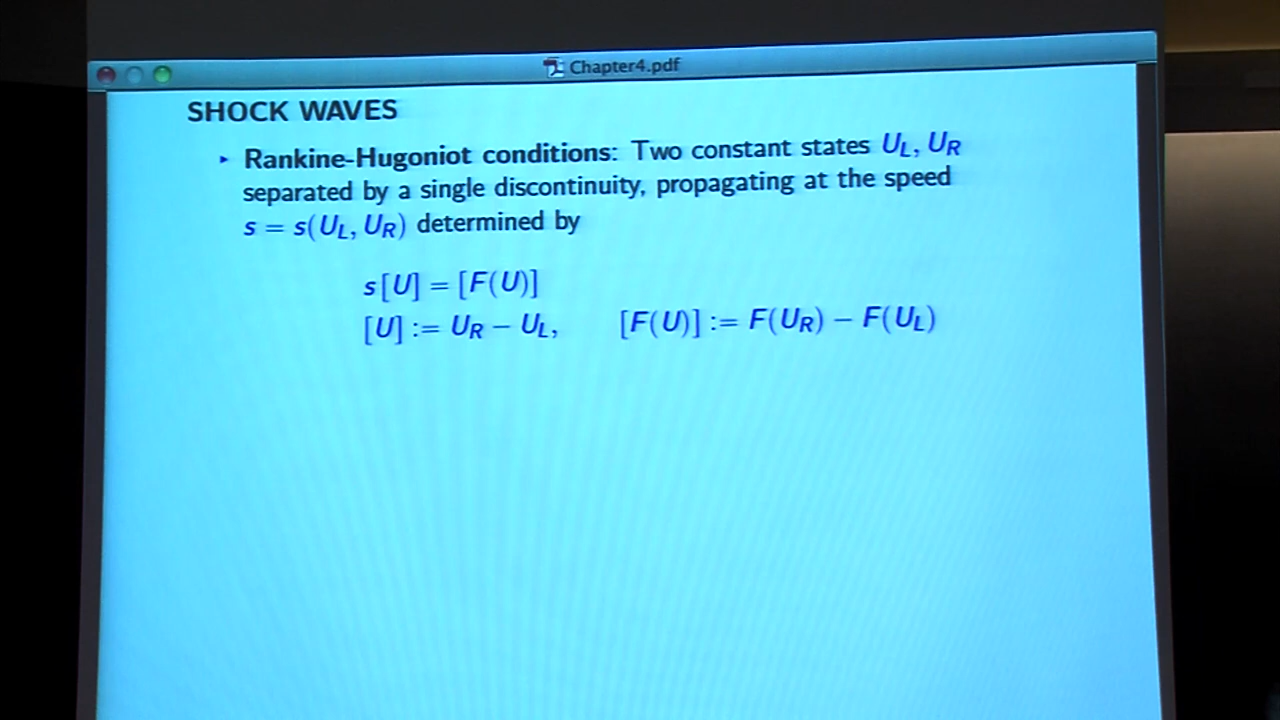 Chapter4.pdf
SHOCK WAVES
‣ Rankine-Hugoniot conditions: Two constant states U_L, U_R
separated by a single discontinuity, propagating at the speed
s = s(U_L, U_R) determined by
s[U] = [F(U)]
[U] := U_R − U_L, [F(U)] := F(U_R) − F(U_L)